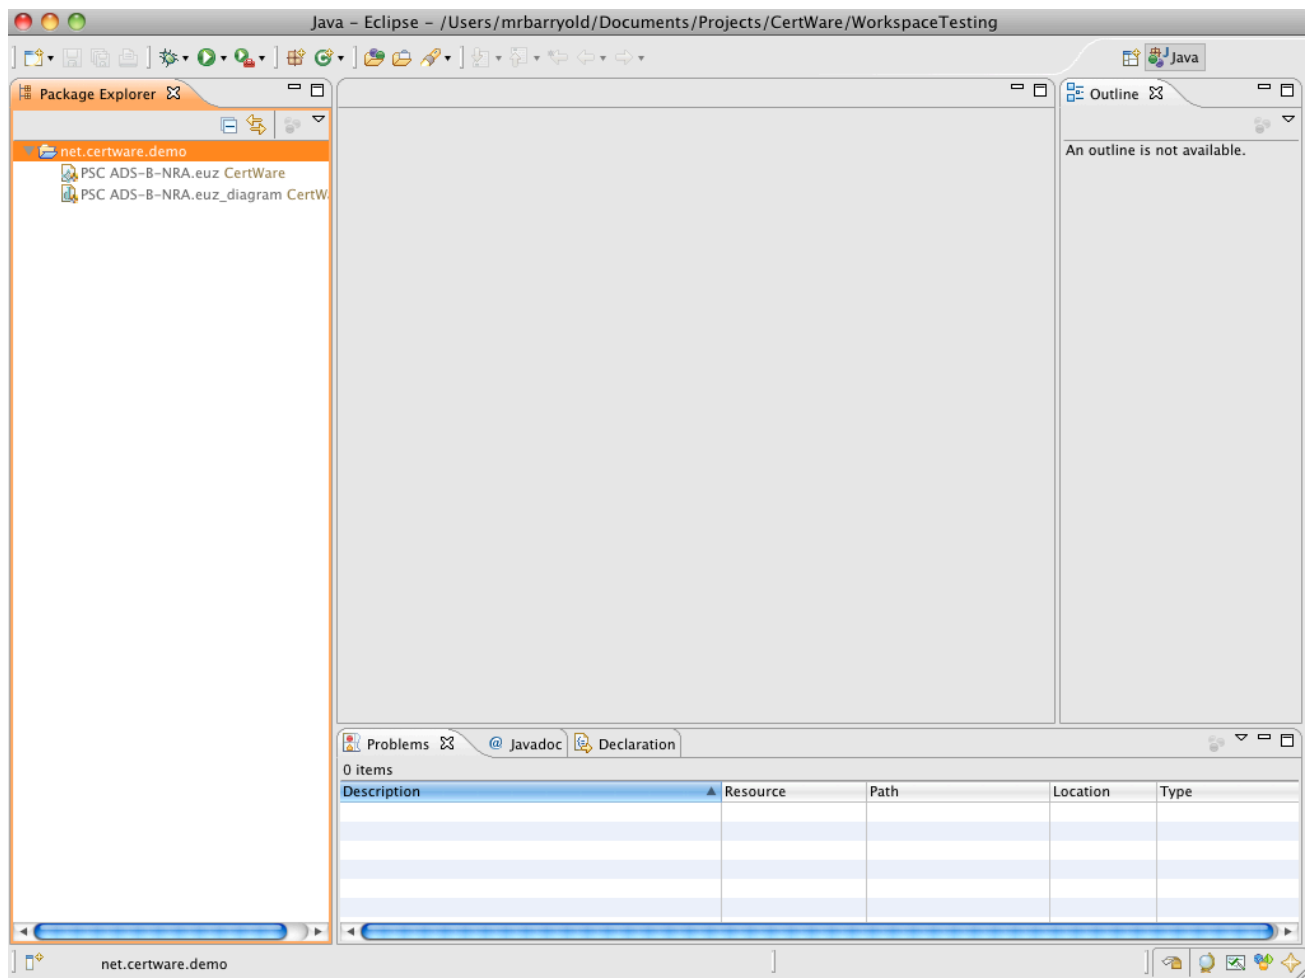 Java – Eclipse – /Users/mrbarryold/Documents/Projects/CertWare/WorkspaceTesting
Java
Package Explorer
Outline
net.certware.demo
An outline is not available.
PSC ADS-B-NRA.euz CertWare
PSC ADS-B-NRA.euz_diagram CertW
Problems @ Javadoc Declaration
0 items
Description Resource Path Location Type
net.certware.demo